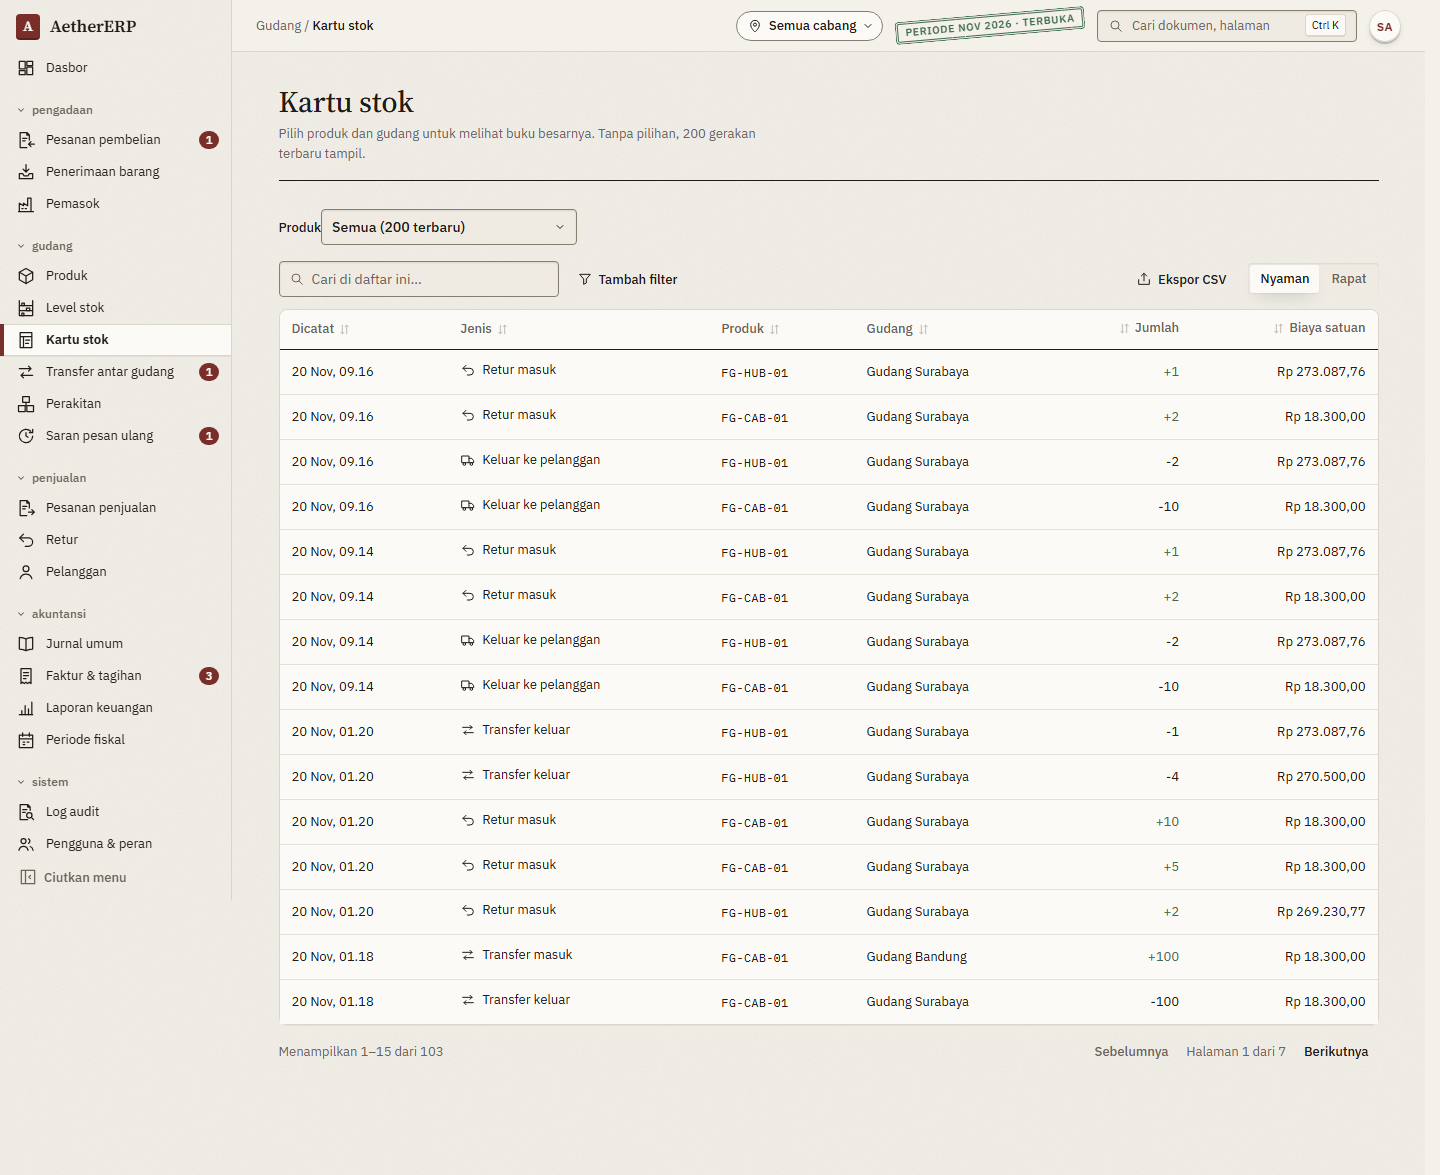 A AetherERP
Gudang / Kartu stok
Semua cabang
PERIODE NOV 2026 · TERBUKA
Cari dokumen, halaman Ctrl K
SA
Dasbor
pengadaan
Pesanan pembelian 1
Penerimaan barang
Pemasok
gudang
Produk
Level stok
Kartu stok
Transfer antar gudang 1
Perakitan
Saran pesan ulang 1
penjualan
Pesanan penjualan
Retur
Pelanggan
akuntansi
Jurnal umum
Faktur & tagihan 3
Laporan keuangan
Periode fiskal
sistem
Log audit
Pengguna & peran
Ciutkan menu
Kartu stok
Pilih produk dan gudang untuk melihat buku besarnya. Tanpa pilihan, 200 gerakan
terbaru tampil.
Produk Semua (200 terbaru)
Cari di daftar ini... Tambah filter Ekspor CSV Nyaman Rapat
Dicatat Jenis Produk Gudang Jumlah Biaya satuan
20 Nov, 09.16 Retur masuk FG-HUB-01 Gudang Surabaya +1 Rp 273.087,76
20 Nov, 09.16 Retur masuk FG-CAB-01 Gudang Surabaya +2 Rp 18.300,00
20 Nov, 09.16 Keluar ke pelanggan FG-HUB-01 Gudang Surabaya -2 Rp 273.087,76
20 Nov, 09.16 Keluar ke pelanggan FG-CAB-01 Gudang Surabaya -10 Rp 18.300,00
20 Nov, 09.14 Retur masuk FG-HUB-01 Gudang Surabaya +1 Rp 273.087,76
20 Nov, 09.14 Retur masuk FG-CAB-01 Gudang Surabaya +2 Rp 18.300,00
20 Nov, 09.14 Keluar ke pelanggan FG-HUB-01 Gudang Surabaya -2 Rp 273.087,76
20 Nov, 09.14 Keluar ke pelanggan FG-CAB-01 Gudang Surabaya -10 Rp 18.300,00
20 Nov, 01.20 Transfer keluar FG-HUB-01 Gudang Surabaya -1 Rp 273.087,76
20 Nov, 01.20 Transfer keluar FG-HUB-01 Gudang Surabaya -4 Rp 270.500,00
20 Nov, 01.20 Retur masuk FG-CAB-01 Gudang Surabaya +10 Rp 18.300,00
20 Nov, 01.20 Retur masuk FG-CAB-01 Gudang Surabaya +5 Rp 18.300,00
20 Nov, 01.20 Retur masuk FG-HUB-01 Gudang Surabaya +2 Rp 269.230,77
20 Nov, 01.18 Transfer masuk FG-CAB-01 Gudang Bandung +100 Rp 18.300,00
20 Nov, 01.18 Transfer keluar FG-CAB-01 Gudang Surabaya -100 Rp 18.300,00
Menampilkan 1–15 dari 103 Sebelumnya Halaman 1 dari 7 Berikutnya